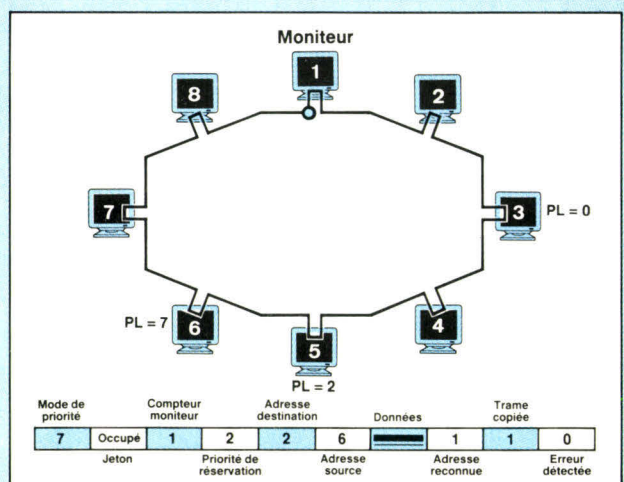 Moniteur
1
8
2
7
3
PL = 0
PL = 7
6
4
5
PL = 2
Mode de priorité
Compteur moniteur
Adresse destination
Données
Trame copiée
7 Occupé 1 2 2 6 1 1 0
Jeton
Priorité de réservation
Adresse source
Adresse reconnue
Erreur détectée